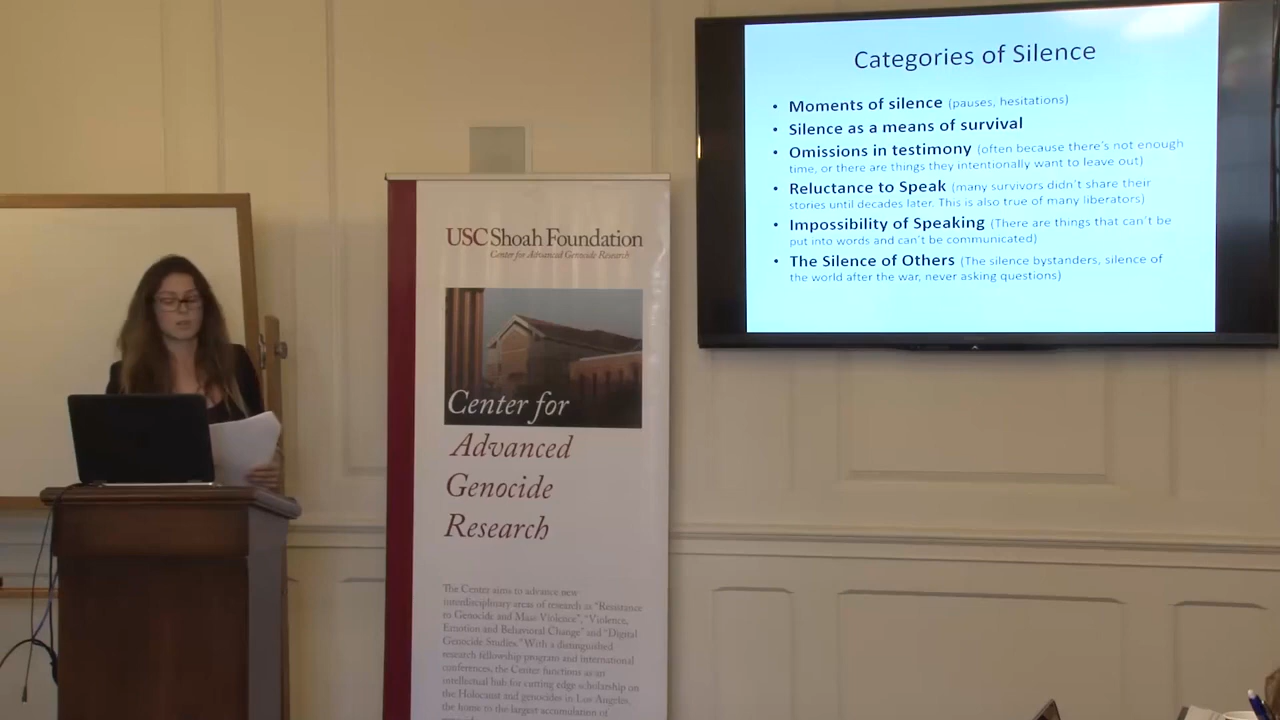 Categories of Silence
• Moments of silence (pauses, hesitations)
• Silence as a means of survival
• Omissions in testimony (often because there's not enough
time, or there are things they intentionally want to leave out)
• Reluctance to Speak (many survivors didn't share their
stories until decades later. This is also true of many liberators)
• Impossibility of Speaking (There are things that can't be
put into words and can't be communicated)
• The Silence of Others (The silence bystanders, silence of
the world after the war, never asking questions)
USC Shoah Foundation
Center for Advanced Genocide Research
Center for
Advanced
Genocide
Research
The Center aims to advance new
interdisciplinary areas of research as "Resistance
to Genocide and Mass Violence", "Violence,
Emotion and Behavioral Change" and "Digital
Genocide Studies." With a distinguished
research fellowship program and international
conferences, the Center functions as an
intellectual hub for cutting edge scholarship on
the Holocaust and genocides in Los Angeles,
the home to the largest accumulation of